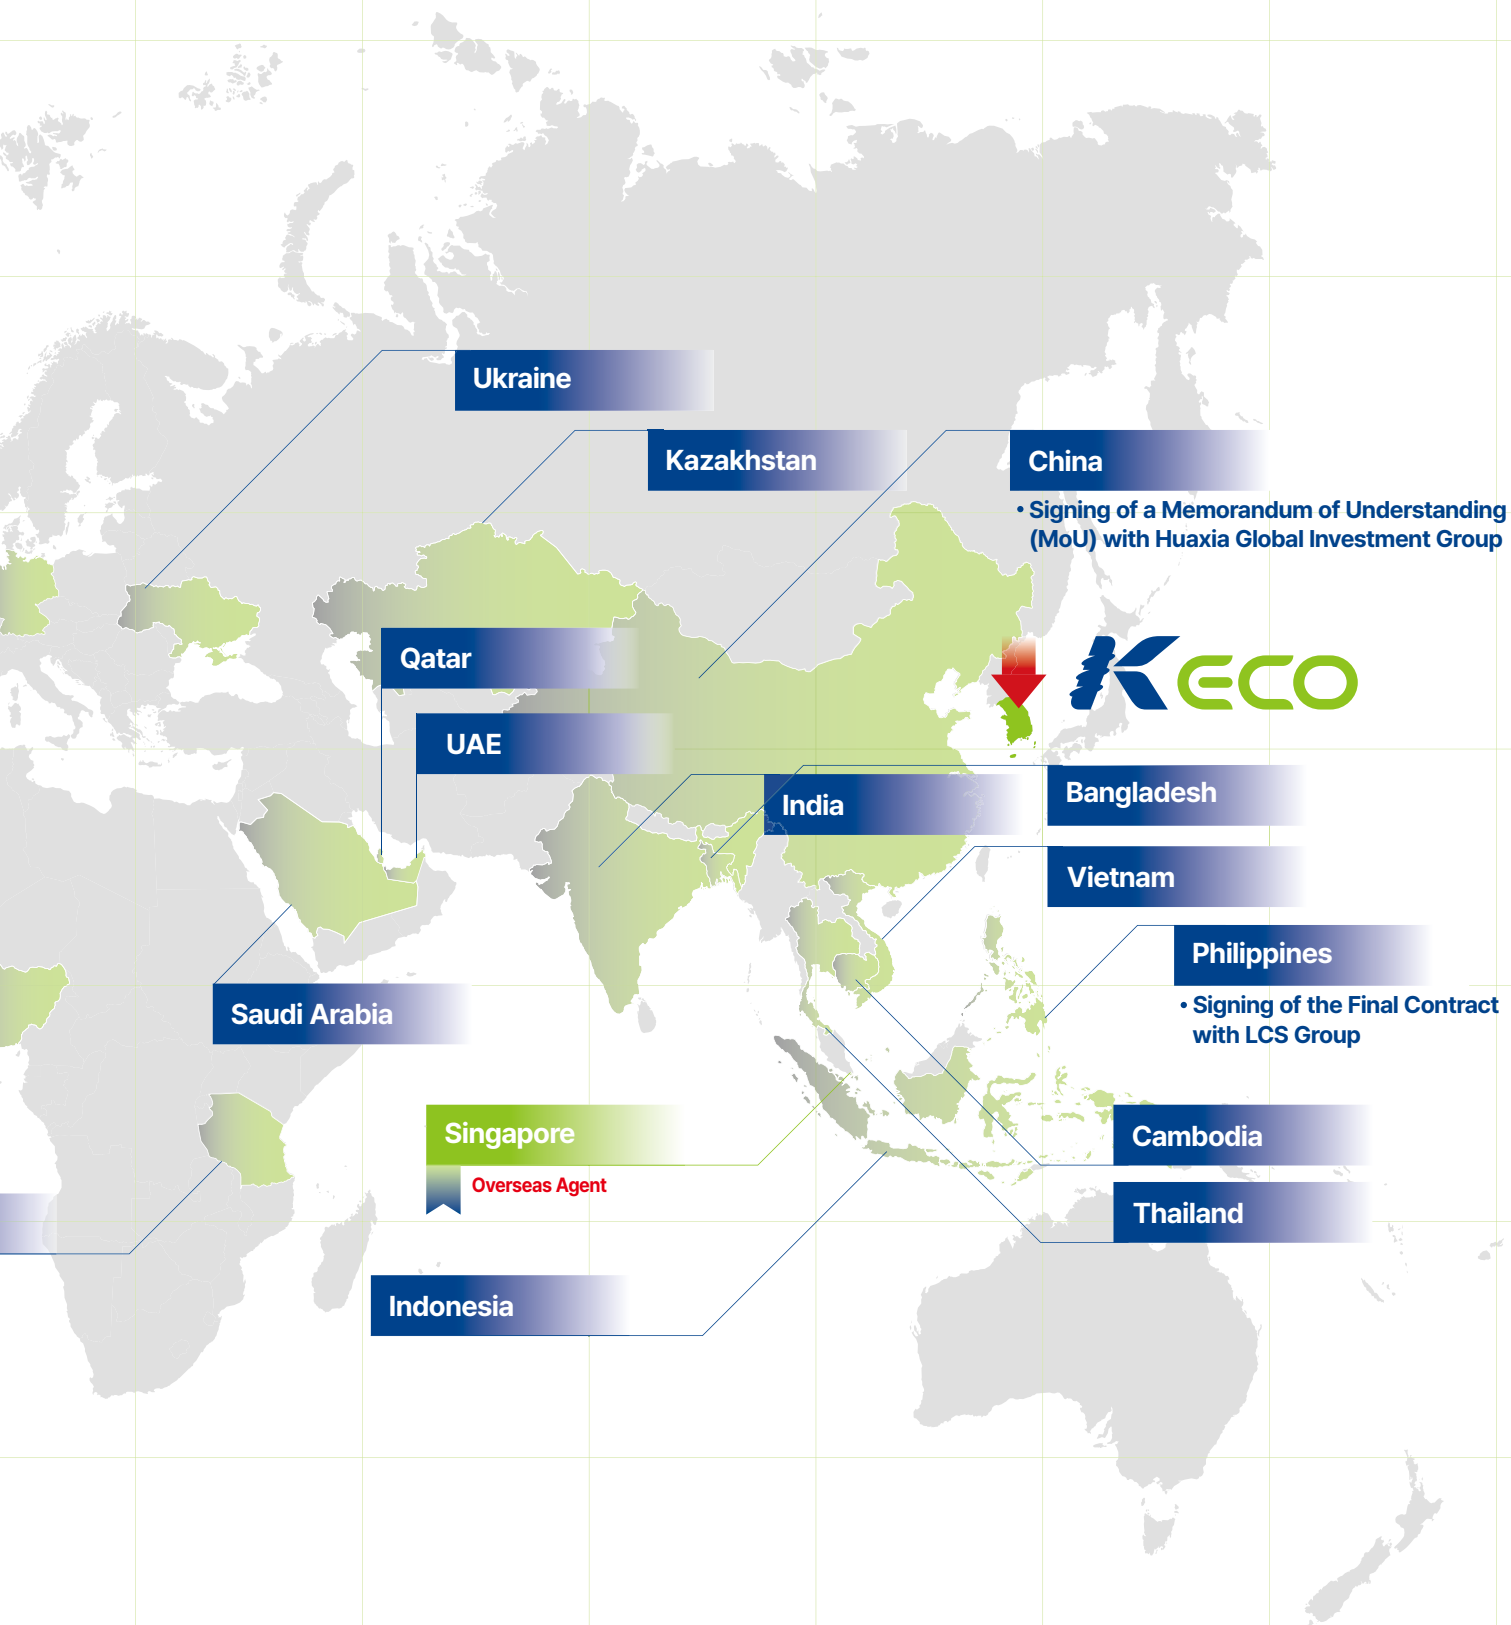 Ukraine
Kazakhstan
China
• Signing of a Memorandum of Understanding
(MoU) with Huaxia Global Investment Group
Qatar
KECO
UAE
India
Bangladesh
Vietnam
Philippines
• Signing of the Final Contract
with LCS Group
Saudi Arabia
Singapore
Overseas Agent
Cambodia
Thailand
Indonesia